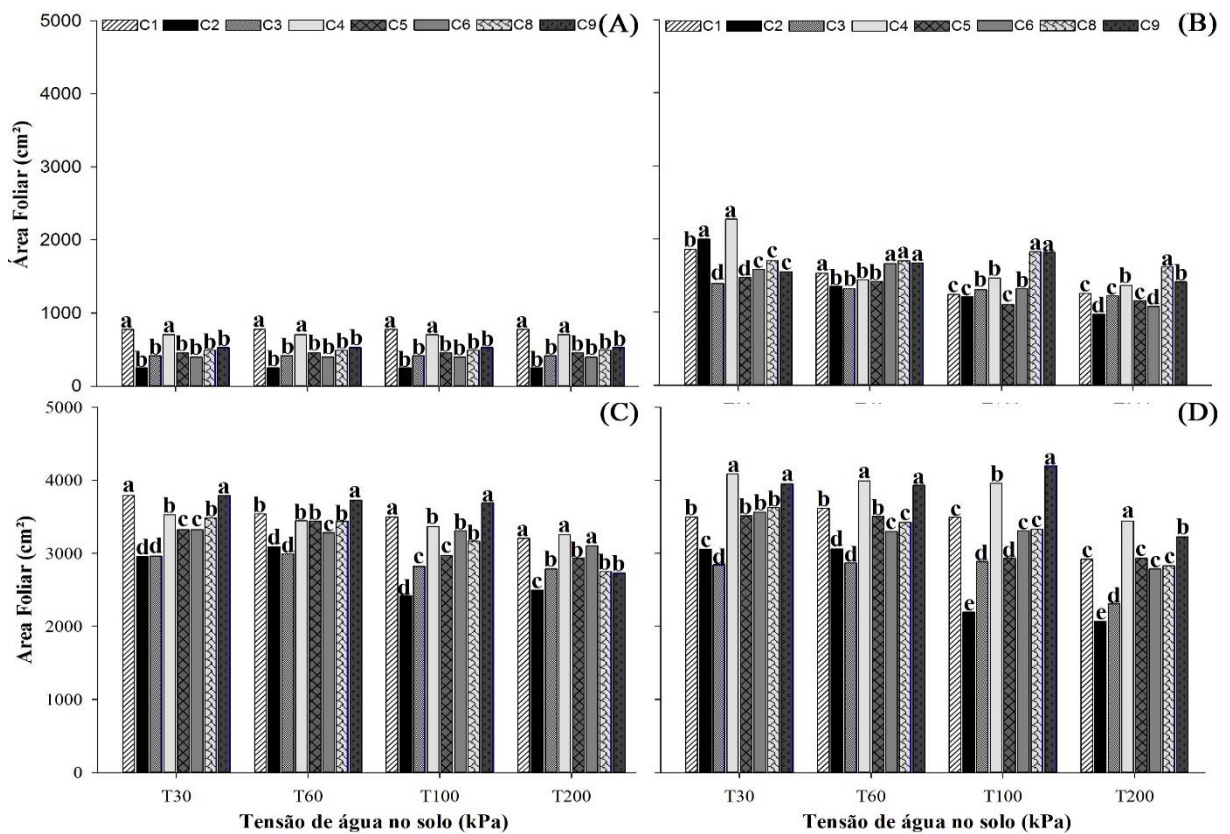 C1 C2 C3 C4 C5 C6 C8 C9 (A)
5000
4000
3000
2000
1000
0
Área Foliar (cm²)
a b b a b b b b
a b b a b b b b
a b b a b b b b
a b b a b b b b
C1 C2 C3 C4 C5 C6 C8 C9 (B)
b a d a d c c c
a b b b b a a a
c c b b c b a a
c d c b c d a b
(C)
5000
4000
3000
2000
1000
0
Area Foliar (cm²)
a d d b c c b a
b d d b b c b a
a d c b c b b a
a c b a b a b b
T30 T60 T100 T200
Tensão de água no solo (kPa)
(D)
b c d a b b b a
b d d a b c c a
c e d b d c c a
c e d a c c c b
T30 T60 T100 T200
Tensão de água no solo (kPa)